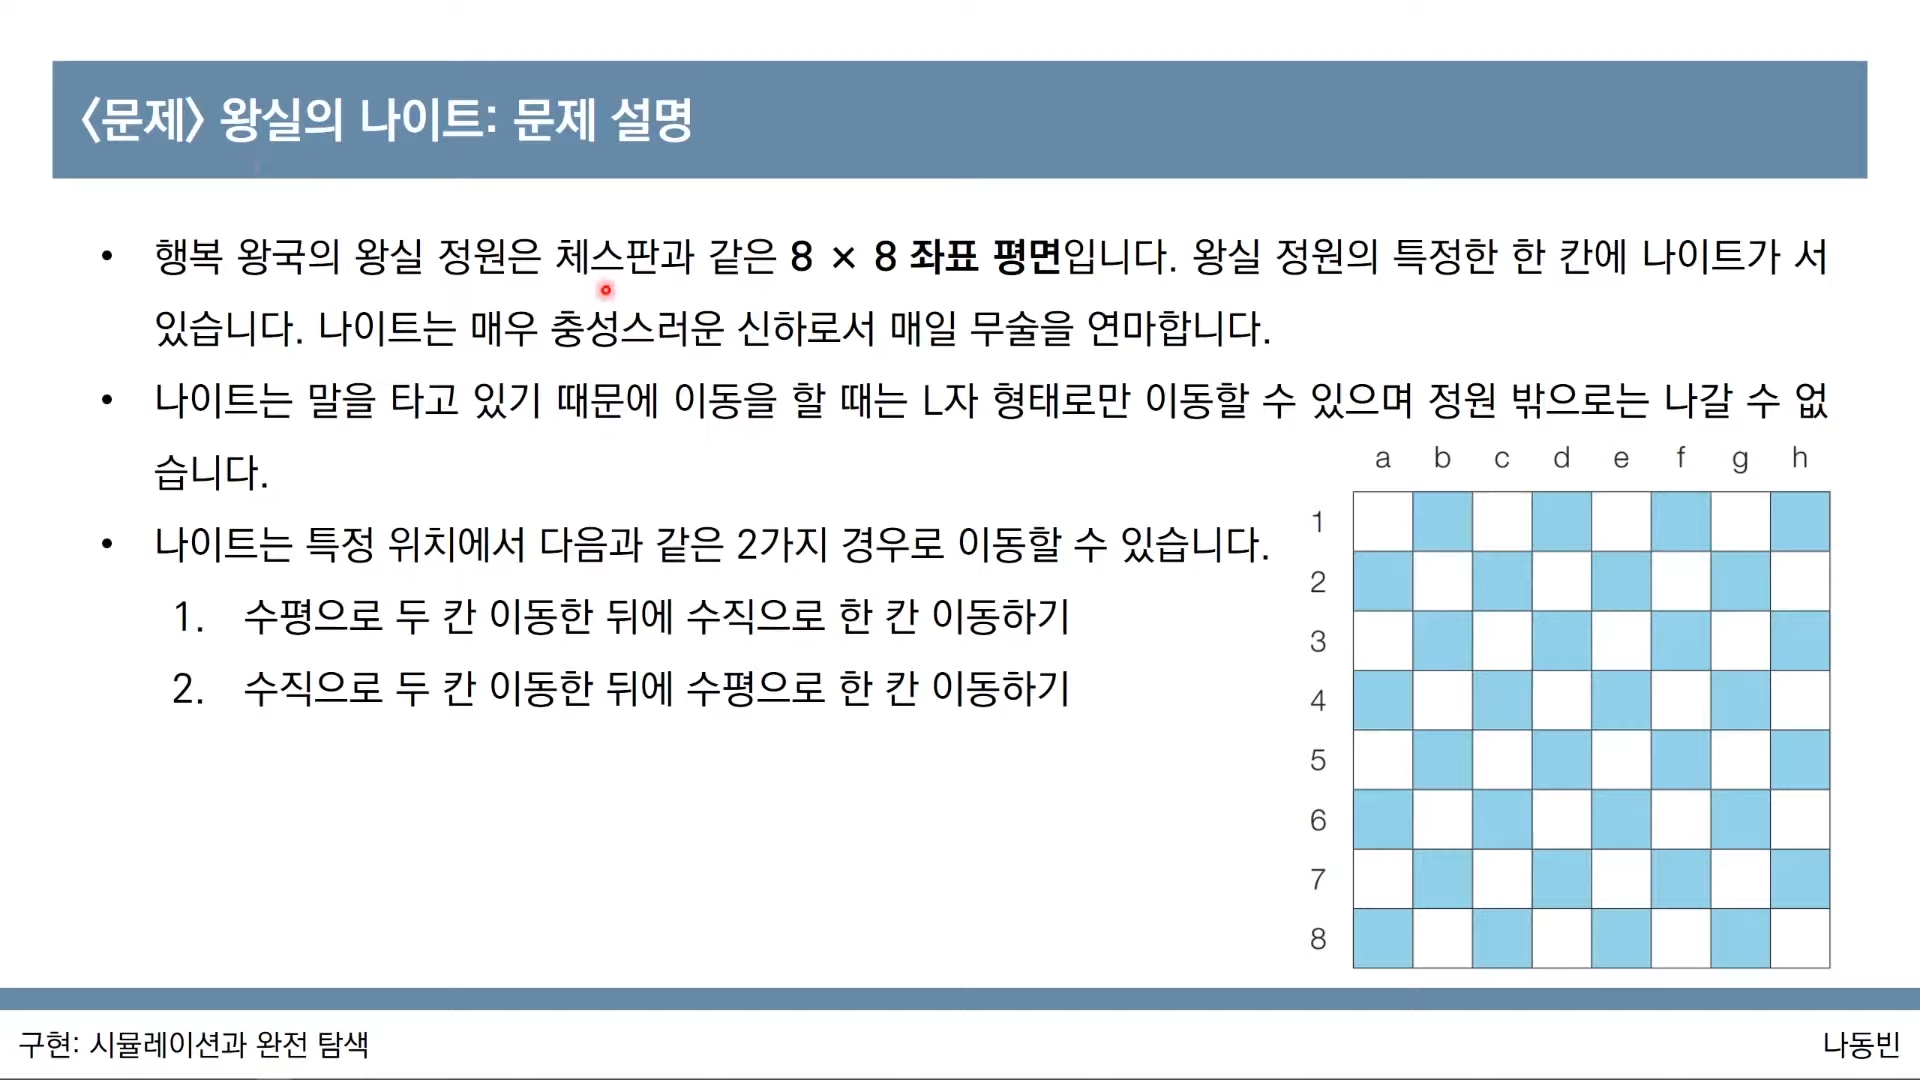 <문제> 왕실의 나이트: 문제 설명
• 행복 왕국의 왕실 정원은 체스판과 같은 8 × 8 좌표 평면입니다. 왕실 정원의 특정한 한 칸에 나이트가 서
있습니다. 나이트는 매우 충성스러운 신하로서 매일 무술을 연마합니다.
• 나이트는 말을 타고 있기 때문에 이동을 할 때는 L자 형태로만 이동할 수 있으며 정원 밖으로는 나갈 수 없
습니다.
• 나이트는 특정 위치에서 다음과 같은 2가지 경우로 이동할 수 있습니다.
1. 수평으로 두 칸 이동한 뒤에 수직으로 한 칸 이동하기
2. 수직으로 두 칸 이동한 뒤에 수평으로 한 칸 이동하기
a b c d e f g h
1
2
3
4
5
6
7
8
구현: 시뮬레이션과 완전 탐색
나동빈